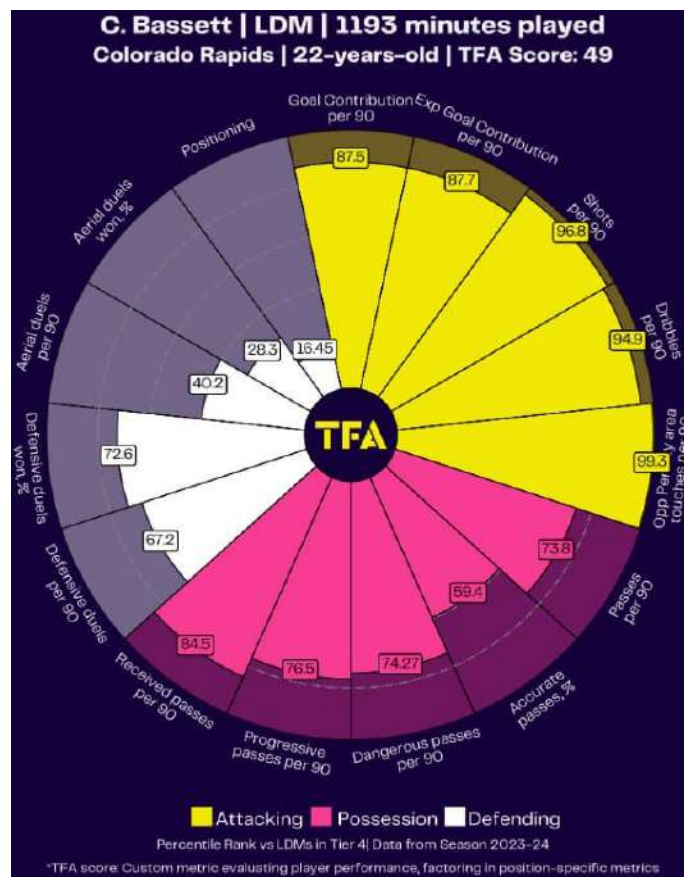 C. Bassett | LDM | 1193 minutes played
Colorado Rapids | 22-years-old | TFA Score: 49
Goal Contribution
per 90
Exp Goal Contribution
per 90
Shots
per 90
Dribbles
per 90
Opp Penalty area
touches per 90
Passes
per 90
Accurate
passes, %
Dangerous passes
per 90
Progressive
passes per 90
Received passes
per 90
Defensive duels
per 90
Defensive duels
won, %
Aerial duels
per 90
Aerial duels
won, %
Positioning
87.5
87.7
96.8
94.9
99.3
73.8
59.4
74.27
76.5
84.5
67.2
72.6
40.2
28.3
16.45
TFA
Attacking
Possession
Defending
Percentile Rank vs LDMs in Tier 4| Data from Season 2023-24
*TFA score: Custom metric evaluating player performance, factoring in position-specific metrics